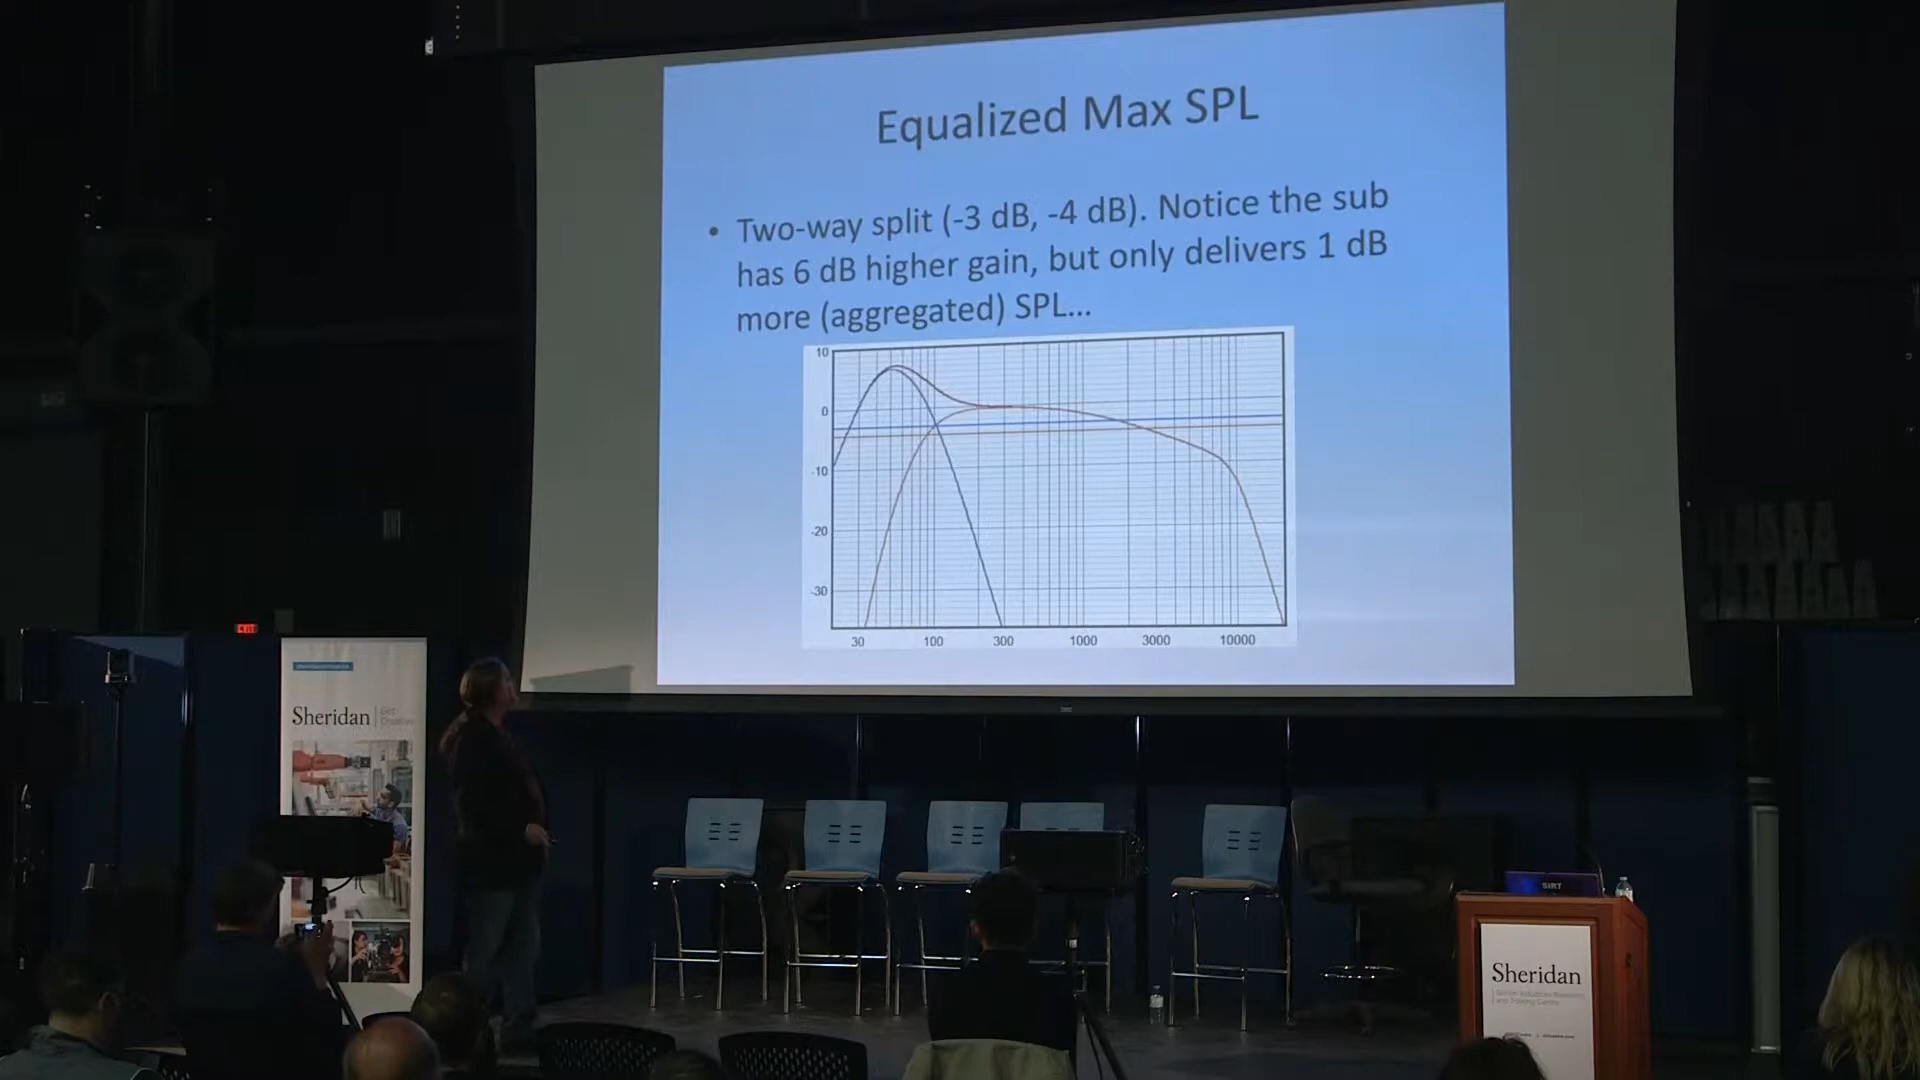 Equalized Max SPL
• Two-way split (-3 dB, -4 dB). Notice the sub
has 6 dB higher gain, but only delivers 1 dB
more (aggregated) SPL...
10
0
-10
-20
-30
30 100 300 1000 3000 10000
Sheridan
SIRT
Sheridan